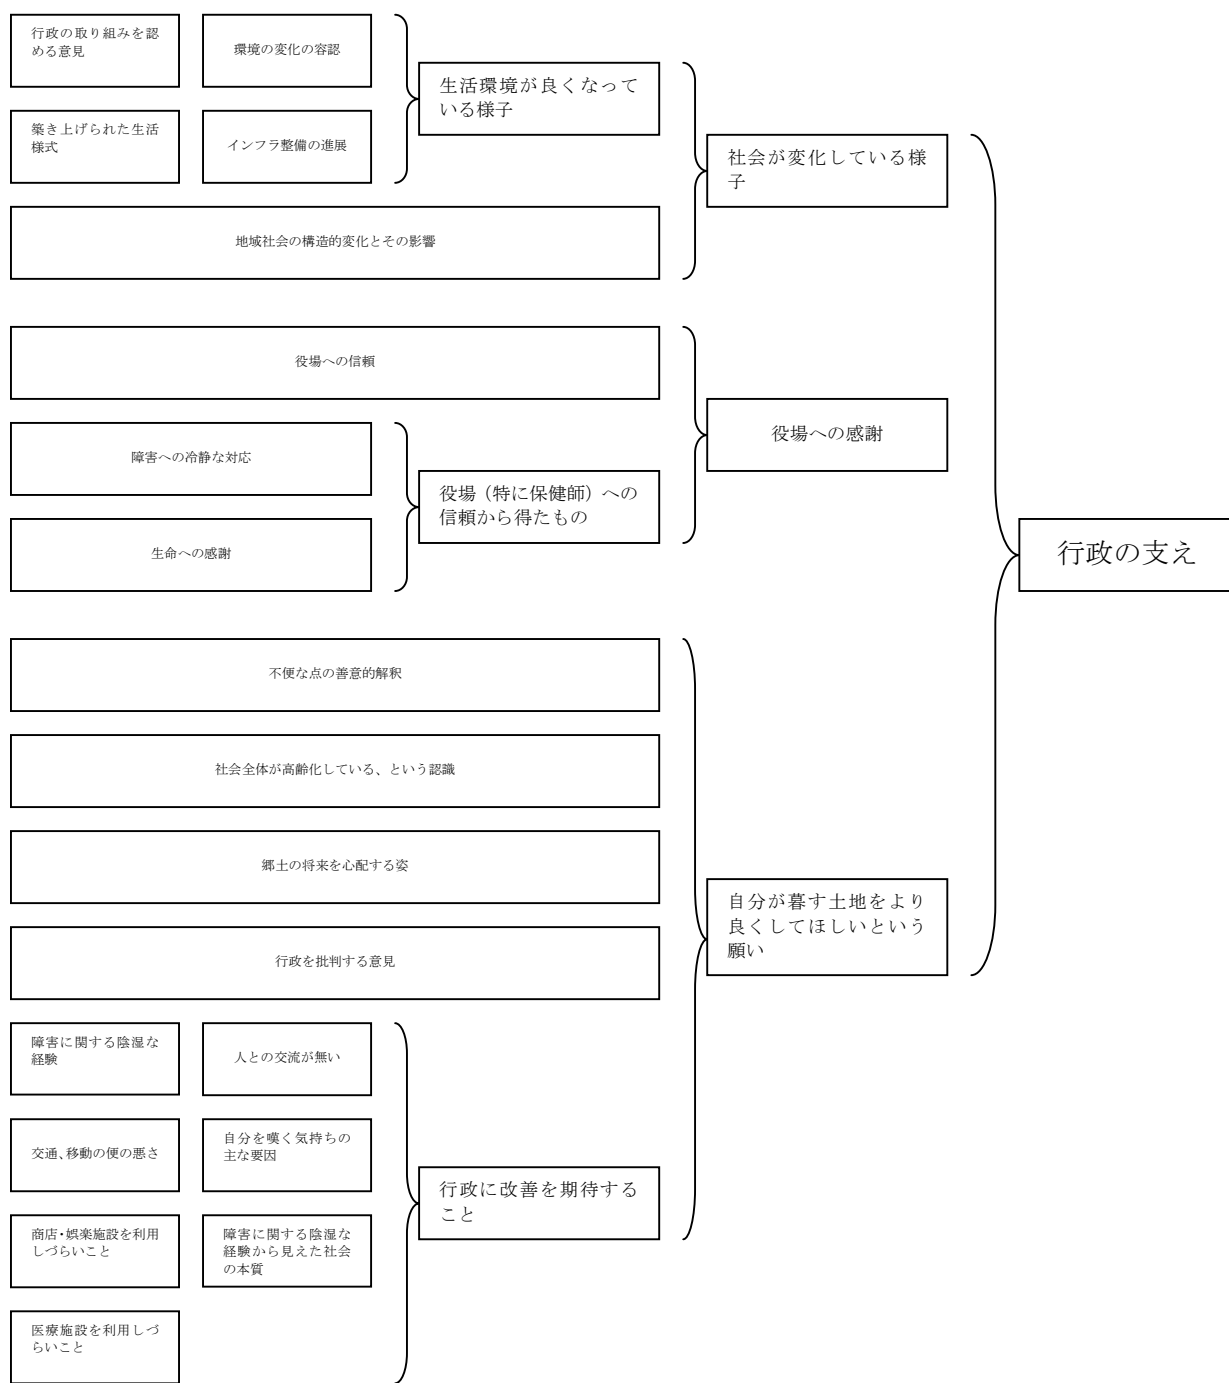 行政の取り組みを認
める意見
環境の変化の容認
築き上げられた生活
様式
インフラ整備の進展
生活環境が良くなって
いる様子
地域社会の構造的変化とその影響
社会が変化している様
子
役場への信頼
障害への冷静な対応
生命への感謝
役場（特に保健師）への
信頼から得たもの
役場への感謝
不便な点の善意的解釈
社会全体が高齢化している、という認識
郷土の将来を心配する姿
行政を批判する意見
障害に関する陰湿な
経験
人との交流が無い
交通、移動の便の悪さ
自分を嘆く気持ちの
主な要因
商店・娯楽施設を利用
しづらいこと
障害に関する陰湿な
経験から見えた社会
の本質
医療施設を利用しづ
らいこと
行政に改善を期待する
こと
自分が暮す土地をより
良くしてほしいという
願い
行政の支え